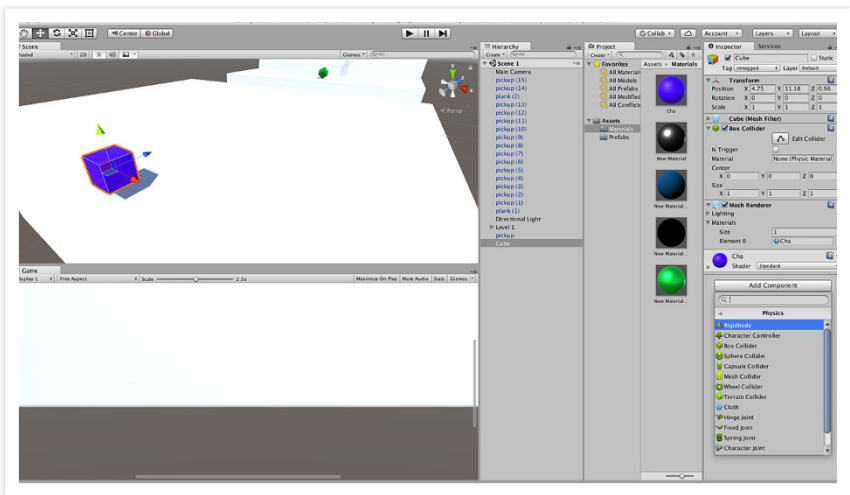 Center
Global
Collab
Account
Layers
Layout
Scene
Shaded
2D
Gizmos
All
y
Persp
Game
Display 1
Free Aspect
Scale
2.3x
Maximize On Play
Mute Audio
Stats
Gizmos
Hierarchy
Create
All
Scene 1
Main Camera
pickup (15)
pickup (14)
plank (2)
pickup (13)
pickup (12)
pickup (11)
pickup (10)
pickup (9)
pickup (8)
pickup (7)
pickup (6)
pickup (5)
pickup (4)
pickup (3)
pickup (2)
pickup (1)
plank (1)
Directional Light
Level 1
pickup
Cube
Project
Create
Favorites
All Material
All Models
All Prefabs
All Modified
All Conflict
Assets
Materials
Prefabs
Assets ▸ Materials
Cha
New Material
New Material...
New Material...
New Material...
Inspector
Services
Cube
Static
Tag Untagged
Layer Default
Transform
Position X 4.75 Y 11.18 Z 0.96
Rotation X 0 Y 0 Z 0
Scale X 1 Y 1 Z 1
Cube (Mesh Filter)
Box Collider
Edit Collider
Is Trigger
Material None (Physic Material)
Center
X 0 Y 0 Z 0
Size
X 1 Y 1 Z 1
Mesh Renderer
Lighting
Materials
Size 1
Element 0 Cha
Cha
Shader Standard
Add Component
Physics
Rigidbody
Character Controller
Box Collider
Sphere Collider
Capsule Collider
Mesh Collider
Wheel Collider
Terrain Collider
Cloth
Hinge Joint
Fixed Joint
Spring Joint
Character Joint